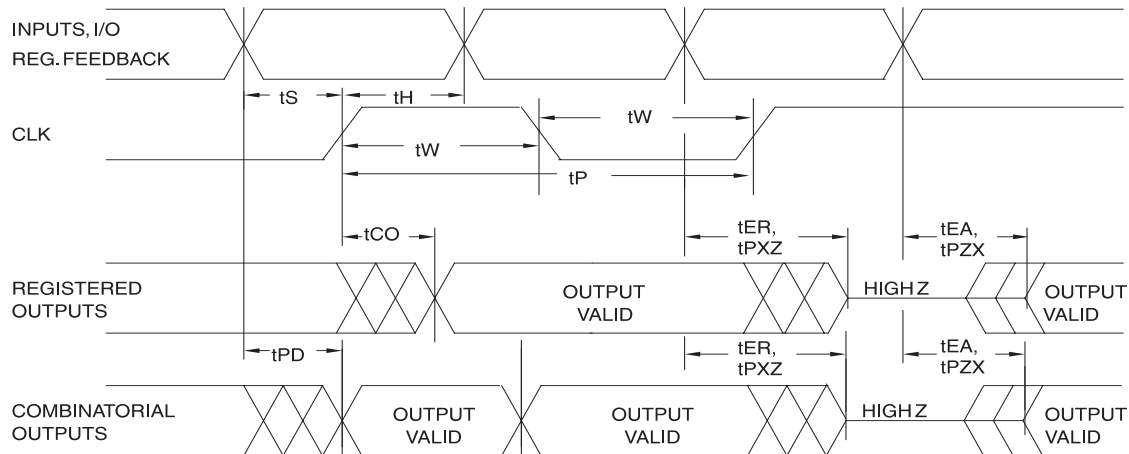 INPUTS, I/O
REG. FEEDBACK
tS
tH
CLK
tW
tW
tP
tCO
tER,
tPXZ
tEA,
tPZX
REGISTERED
OUTPUTS
OUTPUT
VALID
HIGH Z
OUTPUT
VALID
tPD
tER,
tPXZ
tEA,
tPZX
COMBINATORIAL
OUTPUTS
OUTPUT
VALID
OUTPUT
VALID
HIGH Z
OUTPUT
VALID